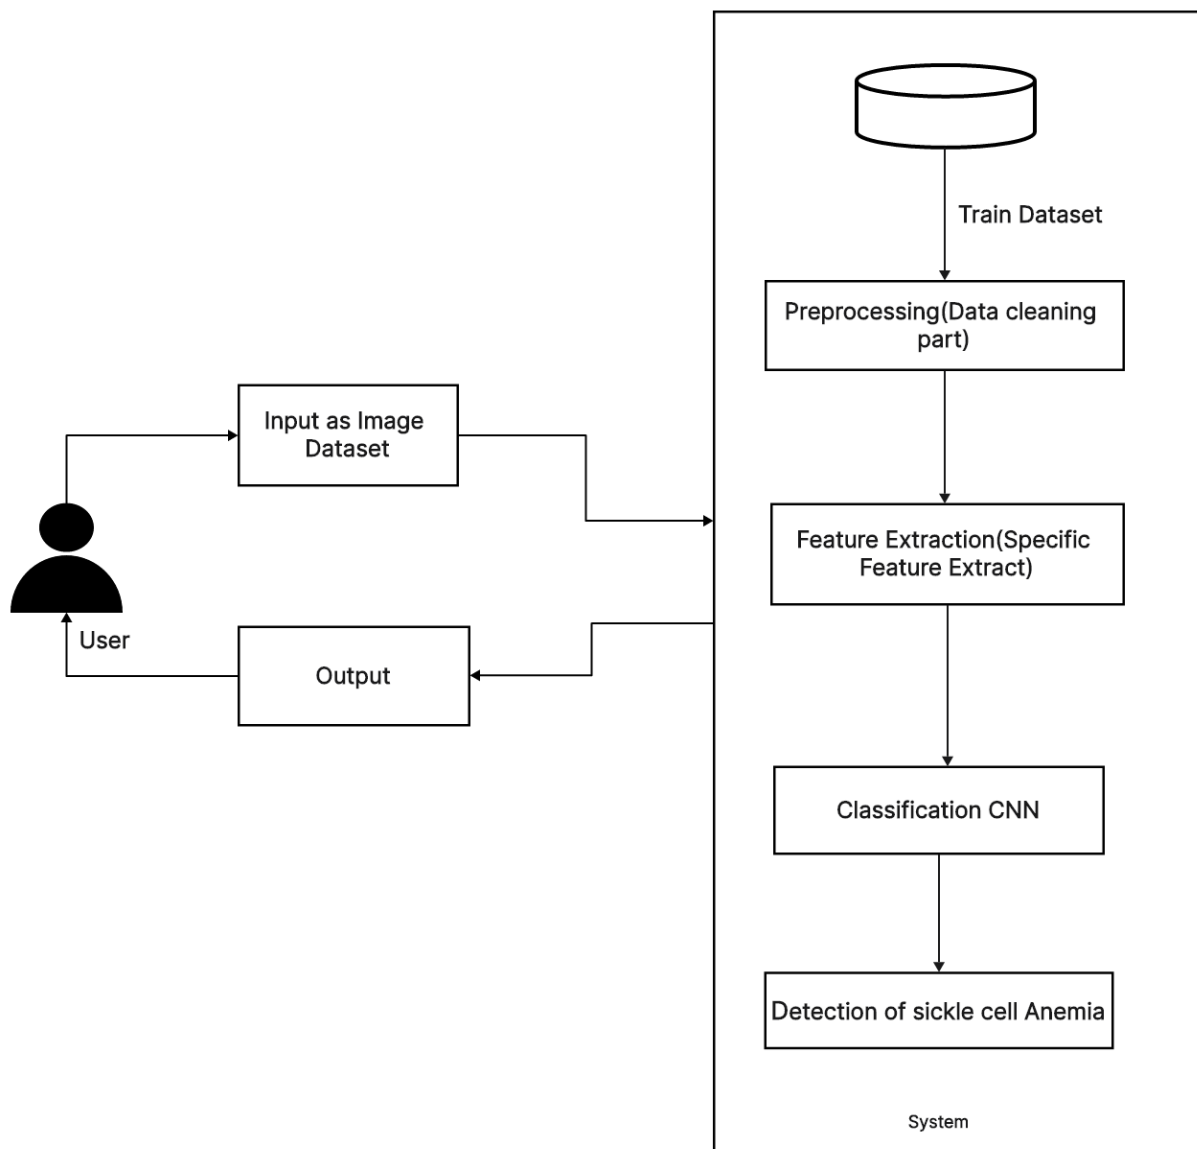 Train Dataset
Preprocessing(Data cleaning
part)
Input as Image
Dataset
Feature Extraction(Specific
Feature Extract)
User
Output
Classification CNN
Detection of sickle cell Anemia
System